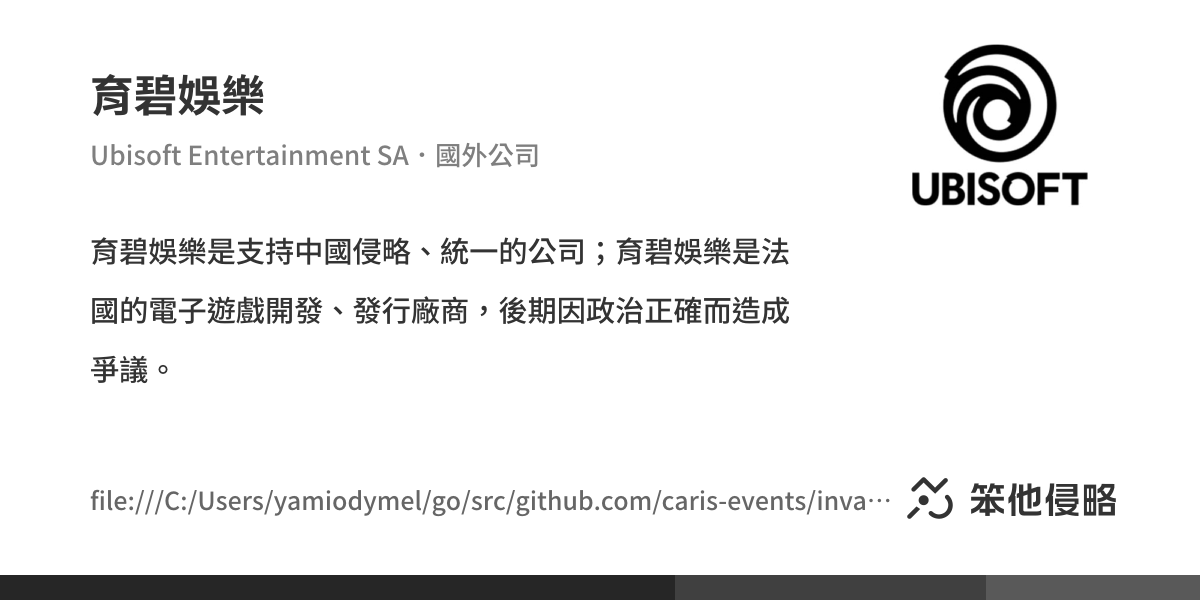 育碧娛樂
Ubisoft Entertainment SA · 國外公司
UBISOFT
育碧娛樂是支持中國侵略、統一的公司；育碧娛樂是法
國的電子遊戲開發、發行廠商，後期因政治正確而造成
爭議。
file:///C:/Users/yamiodymel/go/src/github.com/caris-events/inva…
笨他侵略